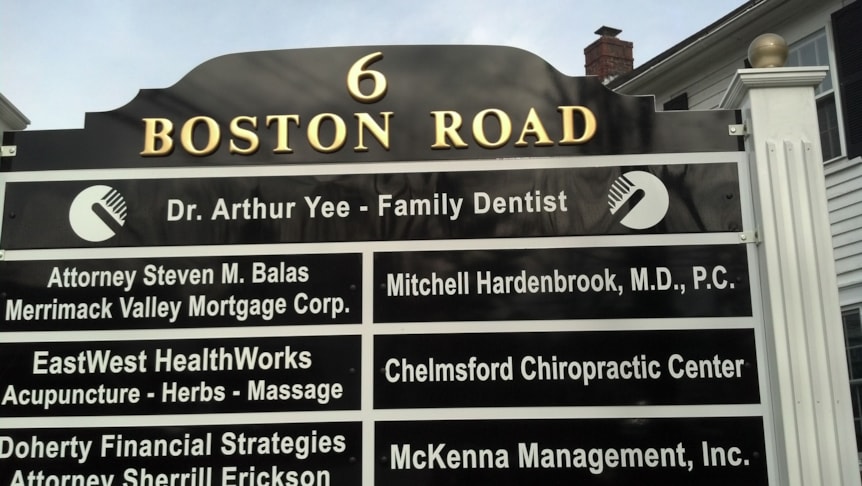 6
BOSTON ROAD
Dr. Arthur Yee - Family Dentist
Attorney Steven M. Balas
Merrimack Valley Mortgage Corp.
Mitchell Hardenbrook, M.D., P.C.
EastWest HealthWorks
Acupuncture - Herbs - Massage
Chelmsford Chiropractic Center
Doherty Financial Strategies
Attorney Sherrill Erickson
McKenna Management, Inc.